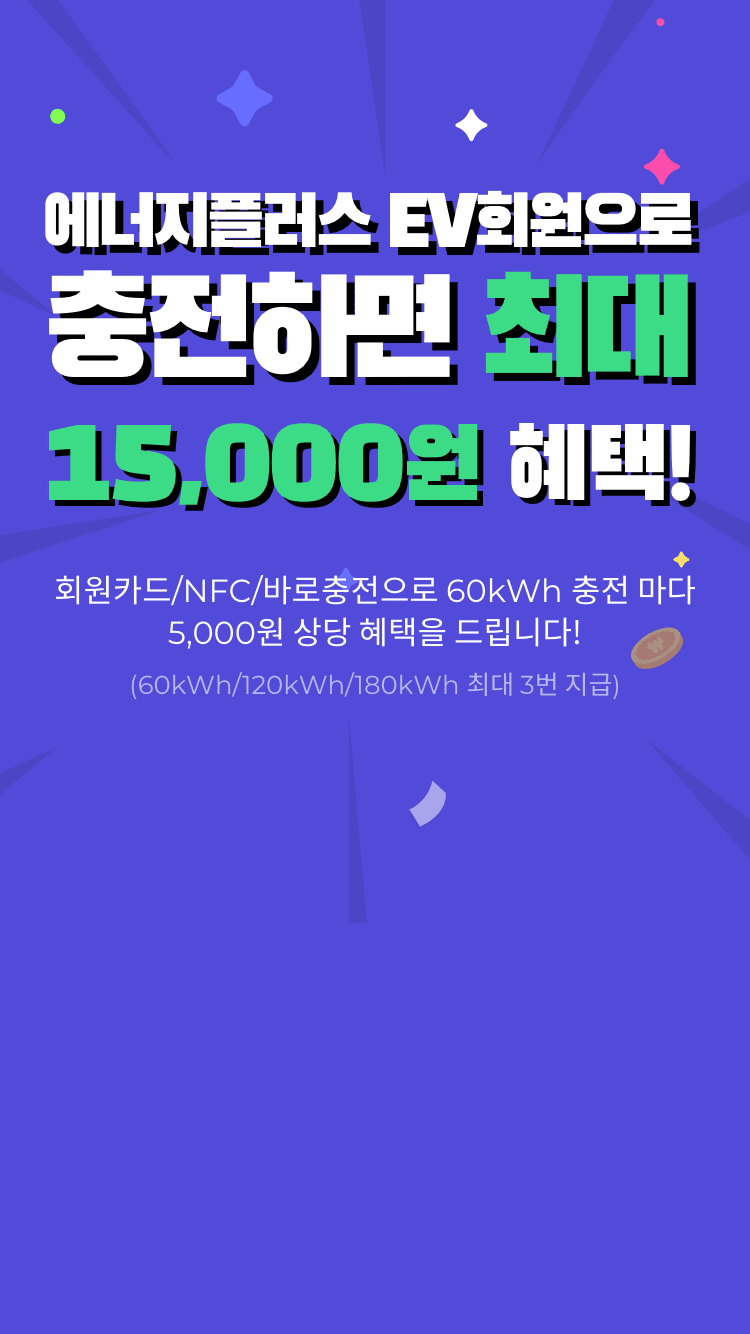 에너지플러스 EV회원으로
충전하면 최대
15,000원 혜택!
회원카드/NFC/바로충전으로 60kWh 충전 마다
5,000원 상당 혜택을 드립니다!
(60kWh/120kWh/180kWh 최대 3번 지급)
₩